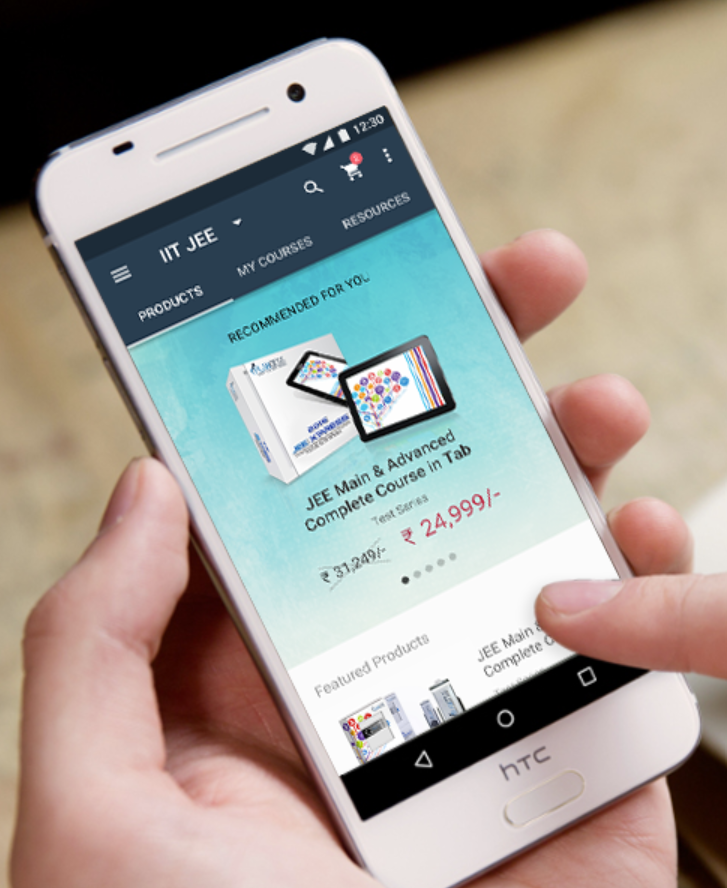 12:30
IIT JEE
PRODUCTS
MY COURSES
RESOURCES
RECOMMENDED FOR YOU
JEE Main & Advanced
Complete Course in Tab
Test Series
₹ 31,249/-
₹ 24,999/-
Featured Products
JEE Main &
Complete
hTC